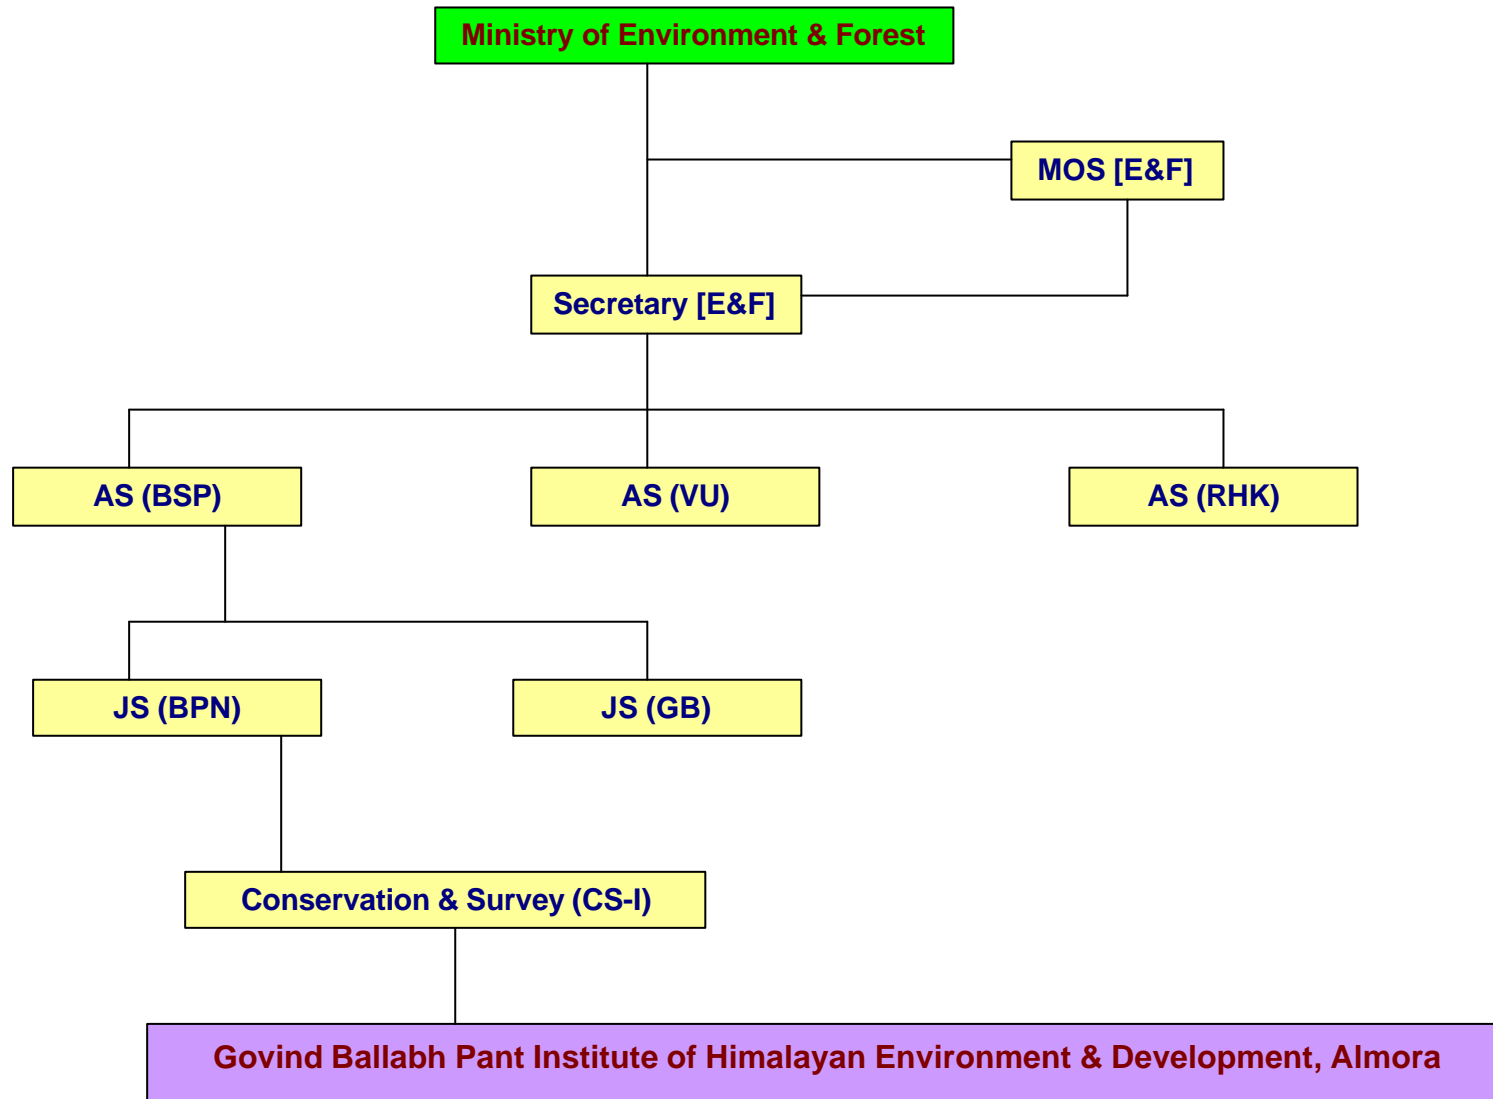 Ministry of Environment & Forest
MOS [E&F]
Secretary [E&F]
AS (BSP)
AS (VU)
AS (RHK)
JS (BPN)
JS (GB)
Conservation & Survey (CS-I)
Govind Ballabh Pant Institute of Himalayan Environment & Development, Almora